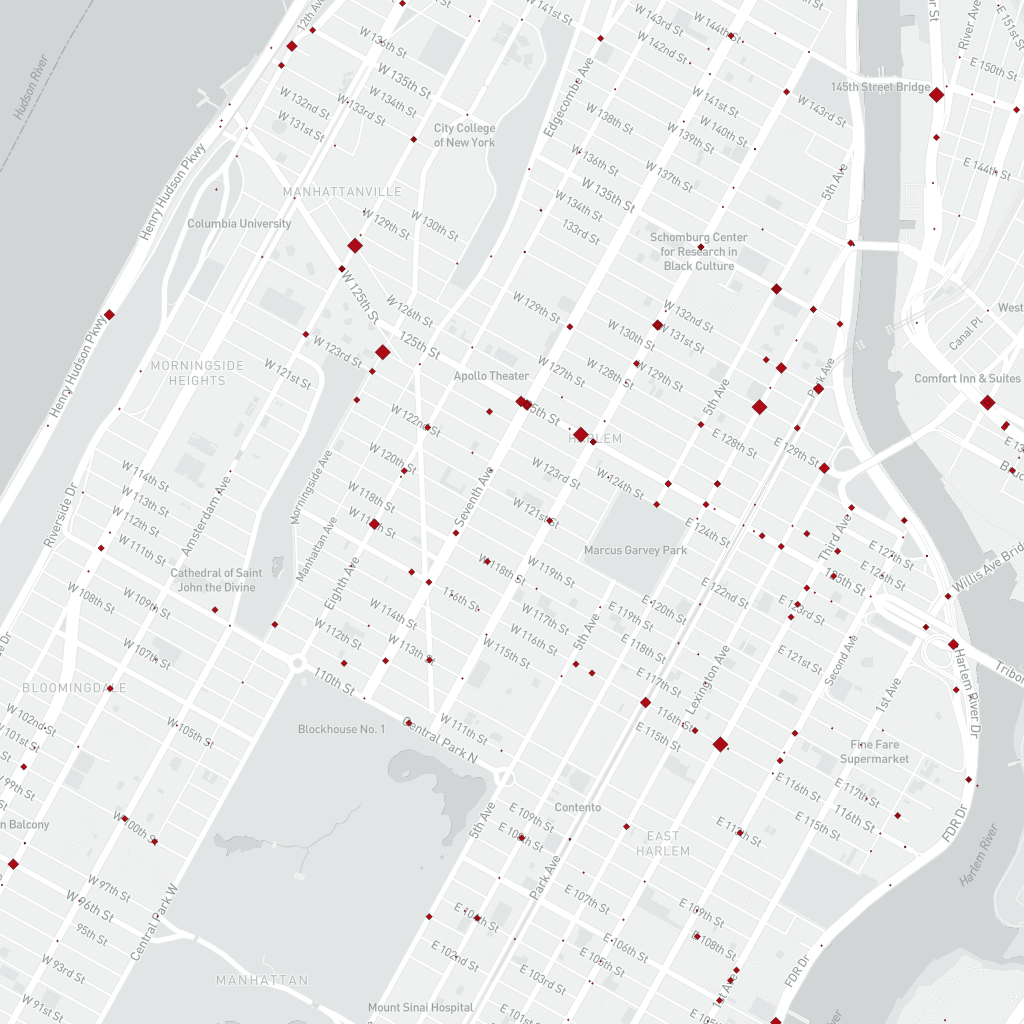 12th Ave
W 141st St
W 143rd St
W 144th St
River Ave
E 151st St
W 136th St
W 142nd St
E 150th St
Hudson River
W 135th St
145th Street Bridge
W 132nd St
W 133rd St
W 134th St
W 141st St
W 143rd St
Edgecombe Ave
W 131st St
City College
of New York
W 138th St
W 139th St
W 140th St
W 136th St
W 137th St
E 144th St
Henry Hudson Pkwy
MANHATTANVILLE
W 135th St
5th Ave
Columbia University
W 129th St
W 130th St
W 134th St
133rd St
Schomburg Center
for Research in
Black Culture
W 125th St
W 126th St
W 129th St
W 132nd St
W 130th St
W 131st St
West
Canal Pl
125th St
W 123rd St
Henry Hudson Pkwy
MORNINGSIDE
HEIGHTS
W 121st St
Apollo Theater
W 127th St
W 128th St
W 129th St
Park Ave
Comfort Inn & Suites
5th Ave
W 122nd St
HARLEM
E 128th St
W 120th St
W 123rd St
W 124th St
E 129th St
W 114th St
W 113th St
W 112th St
W 111th St
Riverside Dr
Amsterdam Ave
Morningside Ave
W 118th St
Seventh Ave
W 121st St
E 124th St
Marcus Garvey Park
Third Ave
E 127th St
Willis Ave Bridge
Manhattan Ave
Eighth Ave
Cathedral of Saint
John the Divine
W 108th St
W 109th St
W 118th St
W 119th St
E 122nd St
E 126th St
116th St
W 117th St
E 120th St
E 119th St
E 123rd St
W 107th St
W 112th St
W 114th St
W 113th St
W 116th St
W 115th St
5th Ave
E 118th St
E 121st St
Second Ave
Harlem River Dr
BLOOMINGDALE
110th St
E 117th St
Lexington Ave
1st Ave
W 102nd St
W 105th St
Blockhouse No. 1
Central Park N
W 111th St
116th St
E 115th St
Fine Fare
Supermarket
W 100th St
5th Ave
E 109th St
Contento
E 116th St
E 117th St
116th St
E 115th St
EAST
HARLEM
FDR Dr
Harlem River
Park Ave
W 97th St
W 96th St
95th St
Central Park W
E 107th St
E 109th St
E 108th St
W 93rd St
E 102nd St
E 106th St
E 105th St
E 103rd St
FDR Dr
1st Ave
MANHATTAN
W 91st St
Mount Sinai Hospital
E 101st St